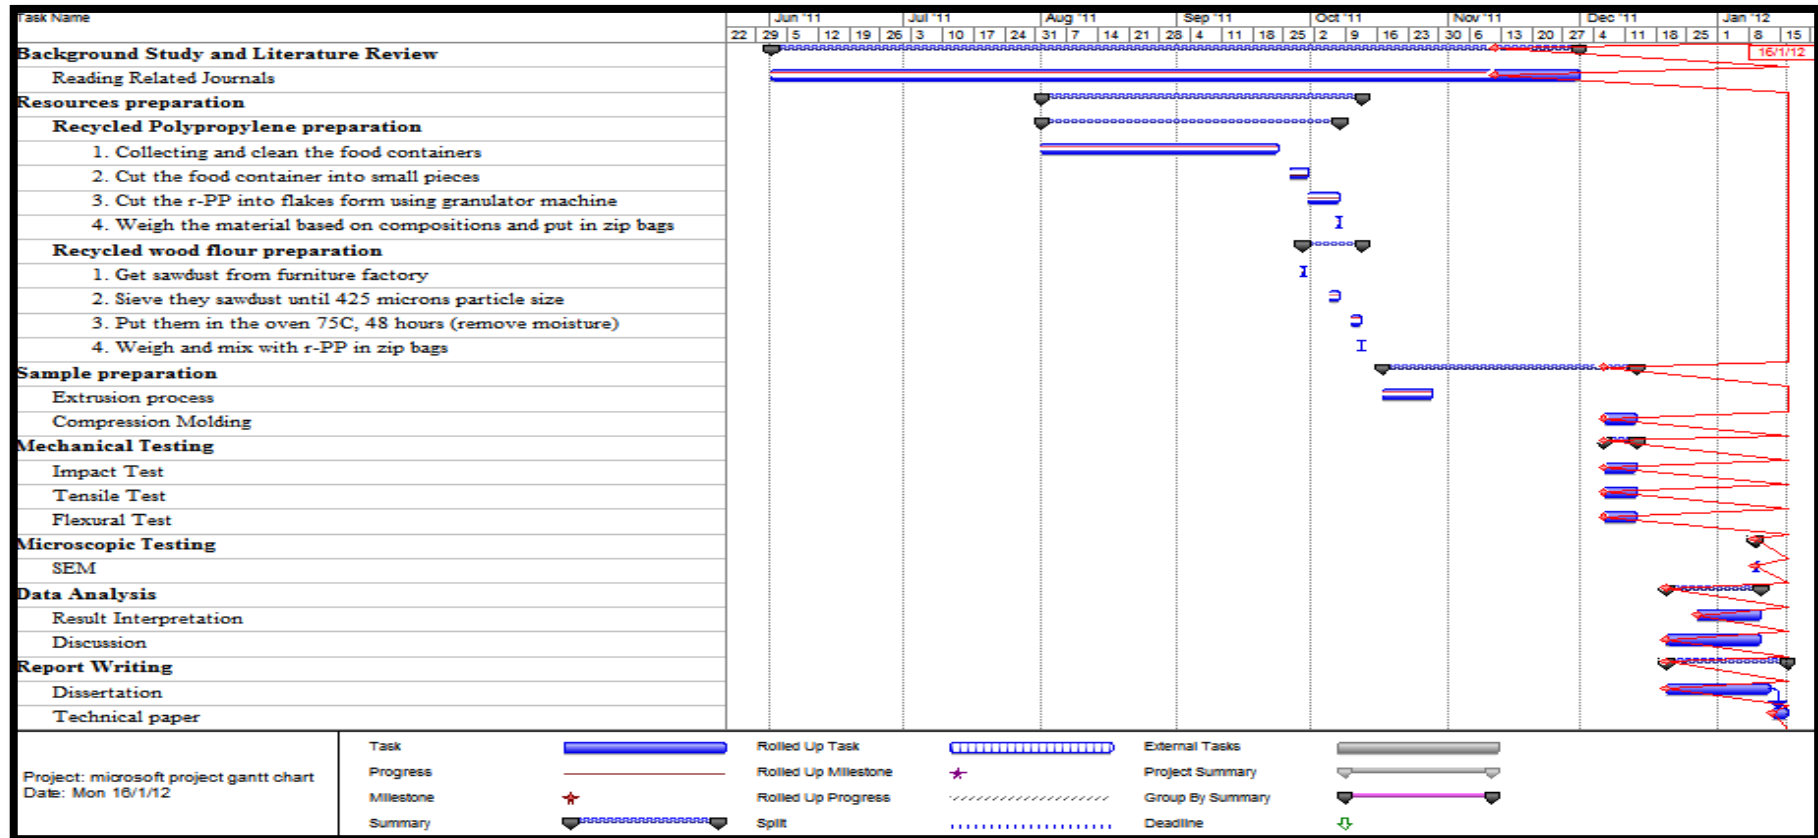 Task Name
Jun '11 Jul '11 Aug '11 Sep '11 Oct '11 Nov '11 Dec '11 Jan '12
22 29 5 12 19 26 3 10 17 24 31 7 14 21 28 4 11 18 25 2 9 16 23 30 6 13 20 27 4 11 18 25 1 8 15
Background Study and Literature Review
16/1/12
Reading Related Journals
Resources preparation
Recycled Polypropylene preparation
1. Collecting and clean the food containers
2. Cut the food container into small pieces
3. Cut the r-PP into flakes form using granulator machine
4. Weigh the material based on compositions and put in zip bags
Recycled wood flour preparation
1. Get sawdust from furniture factory
2. Sieve they sawdust until 425 microns particle size
3. Put them in the oven 75C, 48 hours (remove moisture)
4. Weigh and mix with r-PP in zip bags
Sample preparation
Extrusion process
Compression Molding
Mechanical Testing
Impact Test
Tensile Test
Flexural Test
Microscopic Testing
SEM
Data Analysis
Result Interpretation
Discussion
Report Writing
Dissertation
Technical paper
Project: microsoft project gantt chart
Date: Mon 16/1/12
Task Rolled Up Task External Tasks
Progress Rolled Up Milestone Project Summary
Milestone Rolled Up Progress Group By Summary
Summary Split Deadline